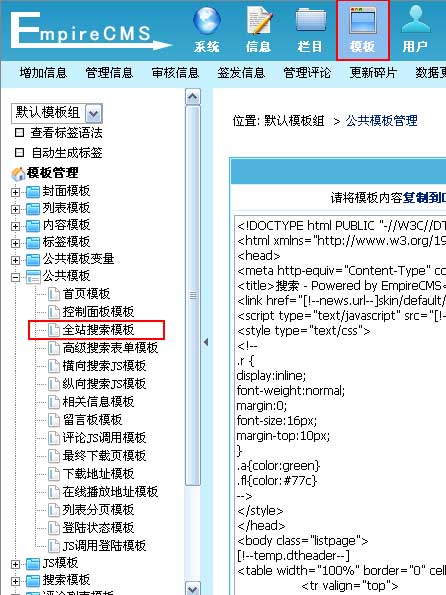 EmpireCMS
系统
信息
栏目
模板
用户
增加信息
管理信息
审核信息
签发信息
管理评论
更新碎片
数据更
默认模板组
查看标签语法
自动生成标签
模板管理
封面模板
列表模板
内容模板
标签模板
公共模板变量
公共模板
首页模板
控制面板模板
全站搜索模板
高级搜索表单模板
横向搜索JS模板
纵向搜索JS模板
相关信息模板
留言板模板
评论JS调用模板
最终下载页模板
下载地址模板
在线播放地址模板
列表分页模板
登陆状态模板
JS调用登陆模板
JS模板
搜索模板
位置: 默认模板组 > 公共模板管理
请将模板内容复制到D
<!DOCTYPE html PUBLIC "-//W3C//DT
<html xmlns="http://www.w3.org/19
<head>
<meta http-equiv="Content-Type" co
<title>搜索 - Powered by EmpireCMS<
<link href="[!--news.url--]skin/default/
<script type="text/javascript" src="[!-
<style type="text/css">
<!--
.r {
display:inline;
font-weight:normal;
margin:0;
font-size:16px;
margin-top:10px;
}
.a{color:green}
.fl{color:#77c}
-->
</style>
</head>
<body class="listpage">
[!--temp.dtheader--]
<table width="100%" border="0" cell
<tr valign="top">